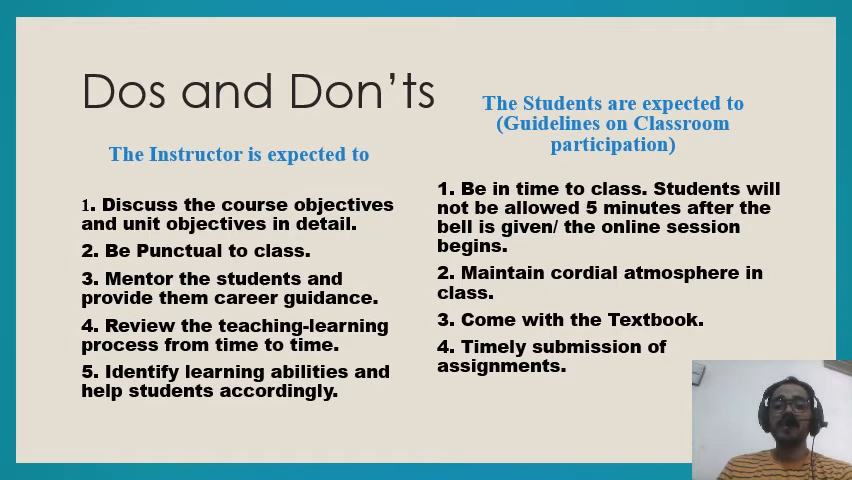 Dos and Don'ts
The Instructor is expected to
1. Discuss the course objectives
and unit objectives in detail.
2. Be Punctual to class.
3. Mentor the students and
provide them career guidance.
4. Review the teaching-learning
process from time to time.
5. Identify learning abilities and
help students accordingly.
The Students are expected to
(Guidelines on Classroom
participation)
1. Be in time to class. Students will
not be allowed 5 minutes after the
bell is given/ the online session
begins.
2. Maintain cordial atmosphere in
class.
3. Come with the Textbook.
4. Timely submission of
assignments.